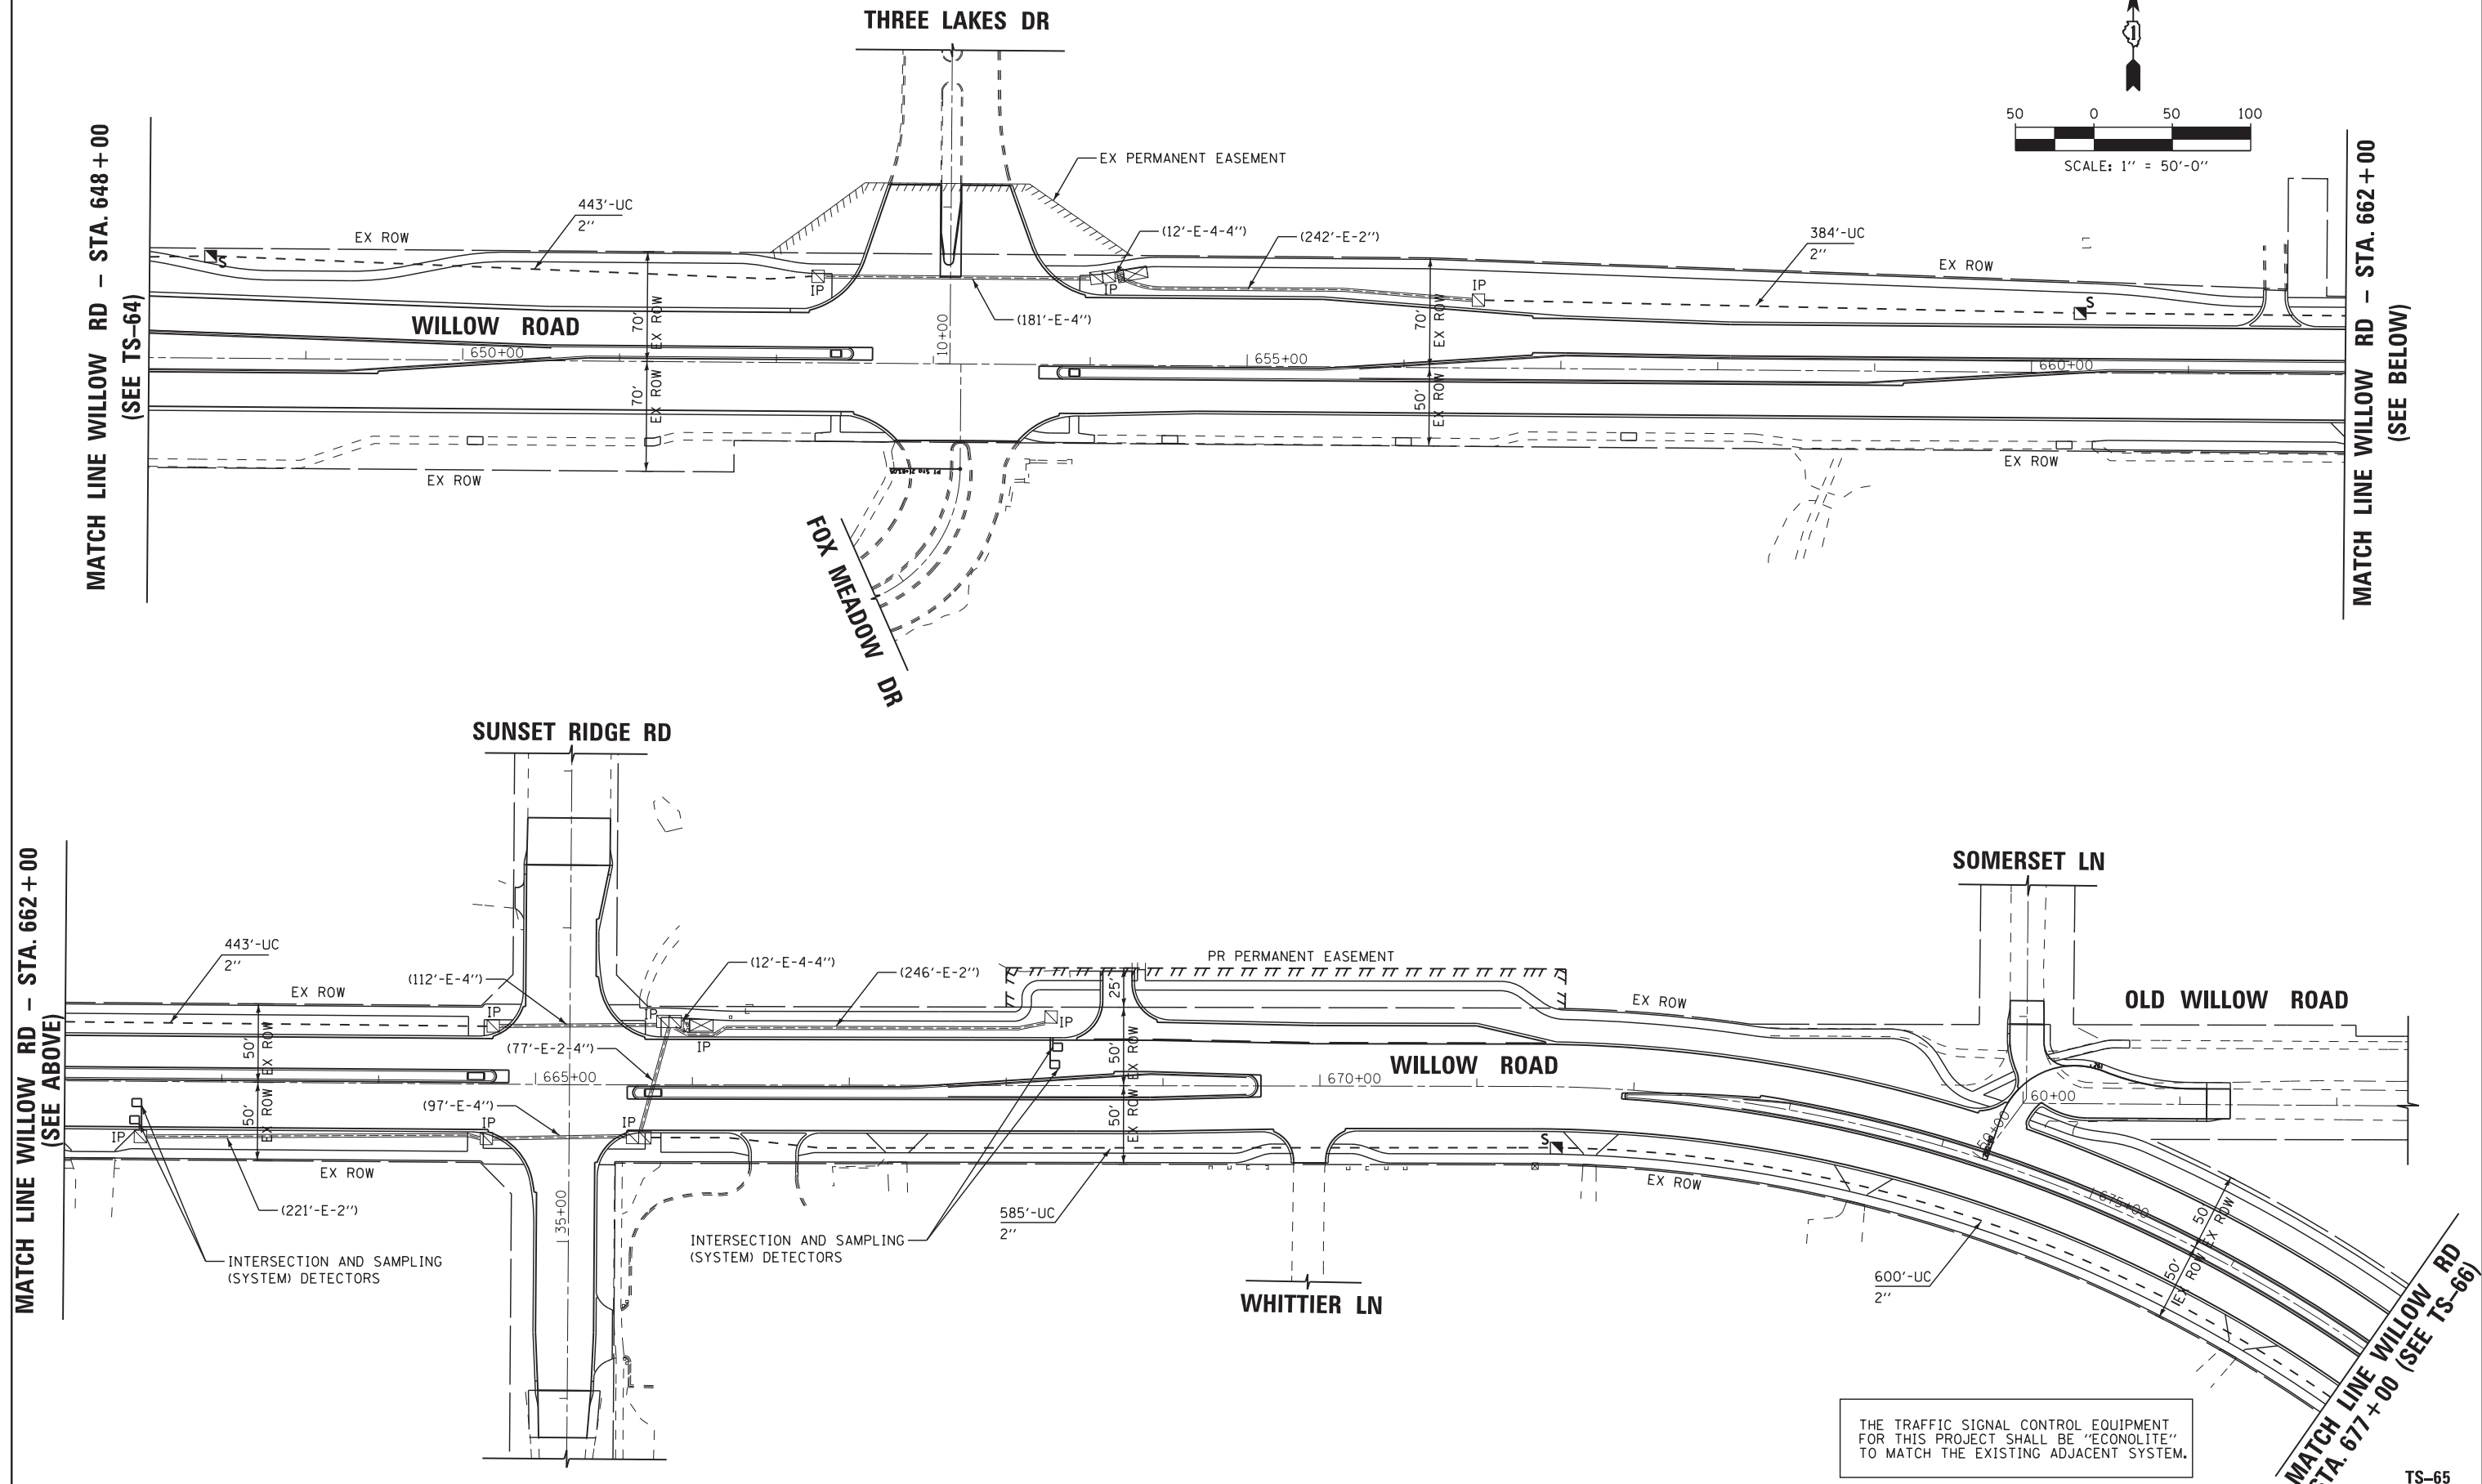 THREE LAKES DR
50 0 50 100
SCALE: 1'' = 50'-0''
MATCH LINE WILLOW RD – STA. 648+00
(SEE TS–64)
EX PERMANENT EASEMENT
443'-UC
2''
EX ROW
S
(12'-E-4-4'')
(242'-E-2'')
384'-UC
2''
EX ROW
S
IP
IP
IP
(181'-E-4'')
WILLOW ROAD
70'
EX ROW
70'
EX ROW
10+00
70'
EX ROW
50'
EX ROW
650+00
655+00
660+00
EX ROW
EX ROW
FOX MEADOW DR
MATCH LINE WILLOW RD – STA. 662+00
(SEE BELOW)
SUNSET RIDGE RD
SOMERSET LN
OLD WILLOW ROAD
MATCH LINE WILLOW RD – STA. 662+00
(SEE ABOVE)
443'-UC
2''
EX ROW
(112'-E-4'')
(12'-E-4-4'')
(246'-E-2'')
PR PERMANENT EASEMENT
EX ROW
IP
IP
IP
IP
25'
50'
EX ROW
50'
EX ROW
50'
EX ROW
50'
EX ROW
(77'-E-2-4'')
(97'-E-4'')
665+00
670+00
WILLOW ROAD
60+00
50+00
675+00
IP
IP
IP
S
EX ROW
EX ROW
(221'-E-2'')
35+00
INTERSECTION AND SAMPLING
(SYSTEM) DETECTORS
INTERSECTION AND SAMPLING
(SYSTEM) DETECTORS
585'-UC
2''
WHITTIER LN
600'-UC
2''
50'
EX ROW
50'
EX ROW
MATCH LINE WILLOW RD
STA. 677+00 (SEE TS–66)
THE TRAFFIC SIGNAL CONTROL EQUIPMENT
FOR THIS PROJECT SHALL BE "ECONOLITE"
TO MATCH THE EXISTING ADJACENT SYSTEM.
TS–65